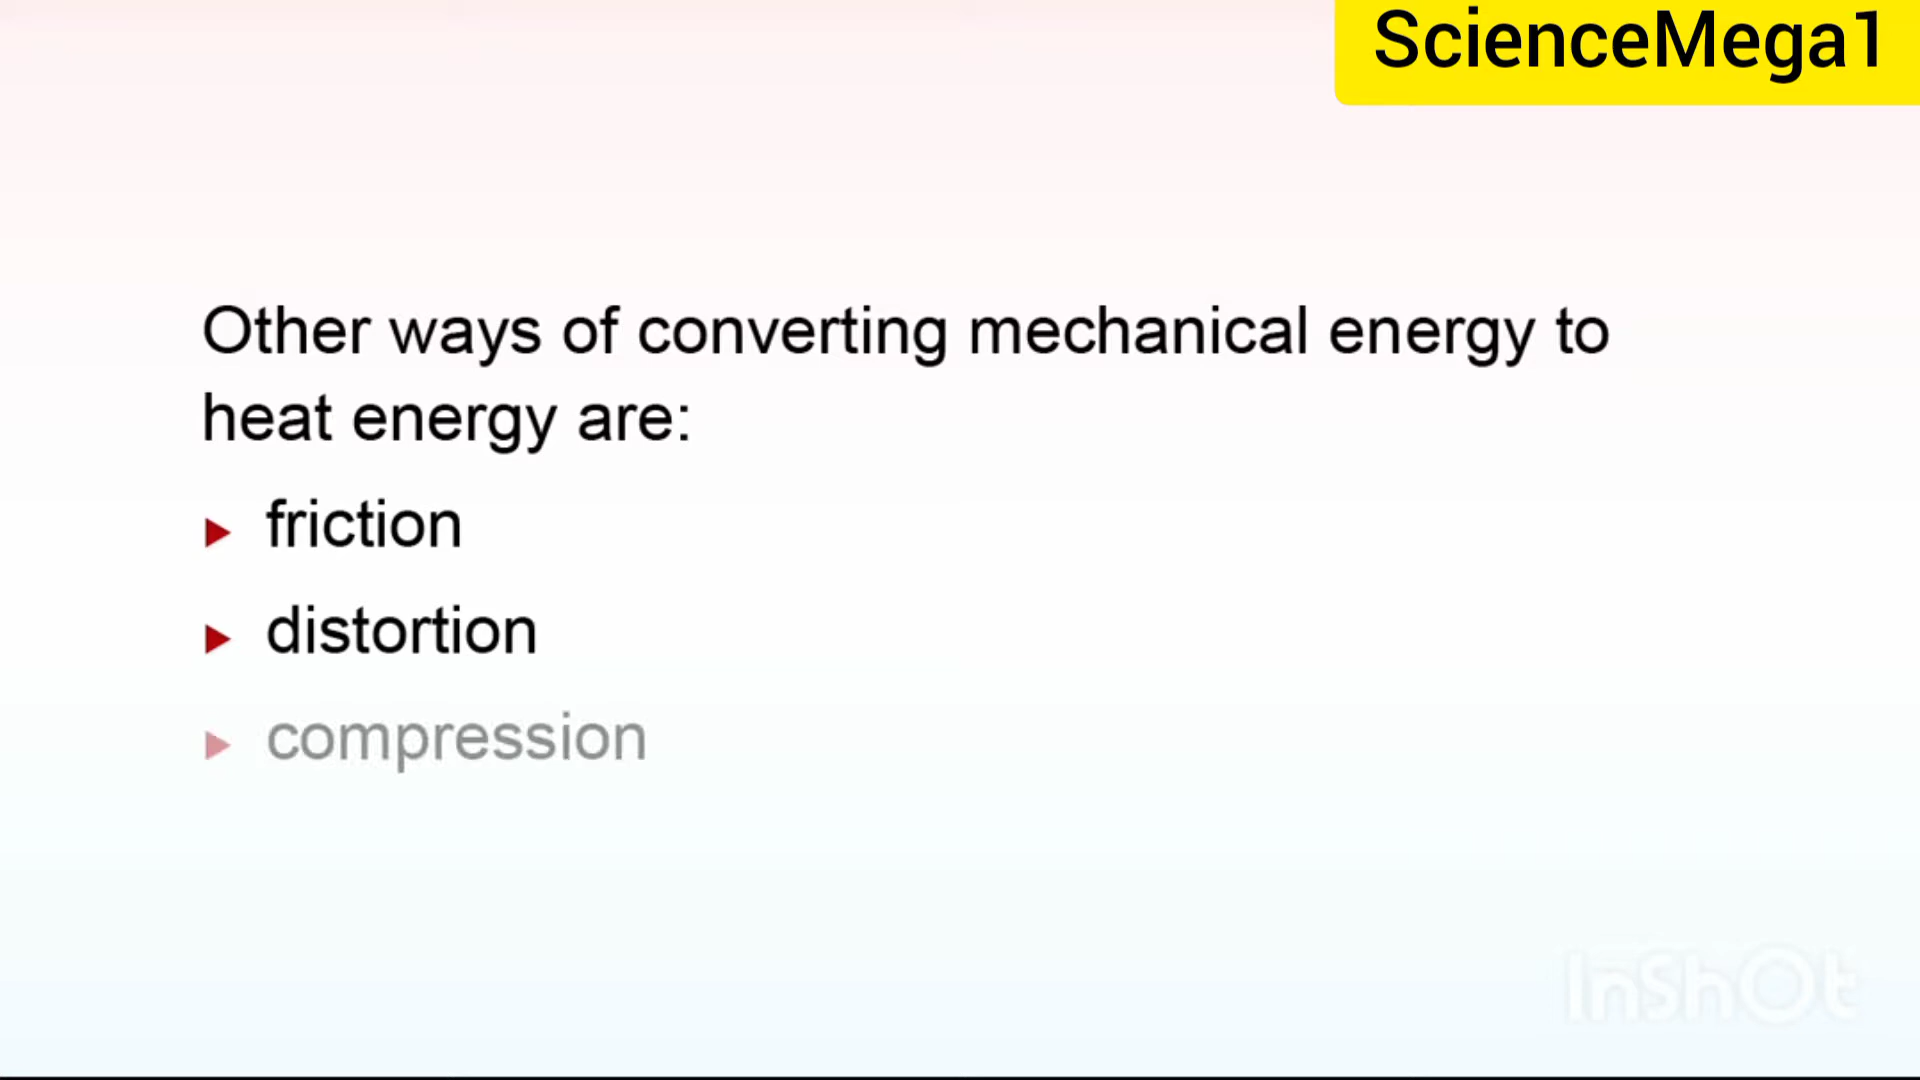 ScienceMega1
Other ways of converting mechanical energy to
heat energy are:
▶ friction
▶ distortion
▶ compression
InShOt